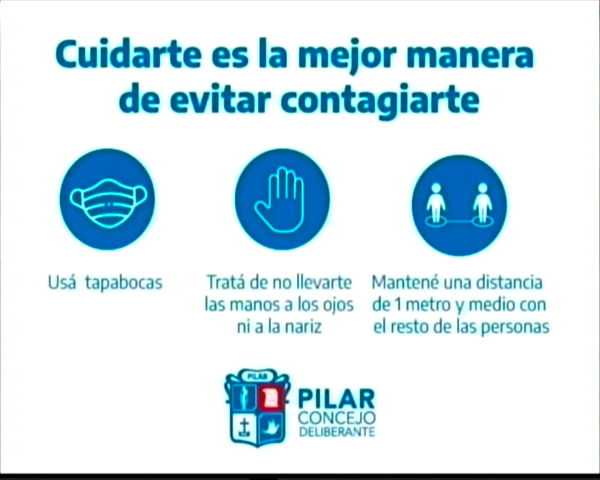 Cuidarte es la mejor manera
de evitar contagiarte
Usá tapabocas
Tratá de no llevarte
las manos a los ojos
ni a la nariz
Mantené una distancia
de 1 metro y medio con
el resto de las personas
PILAR
PILAR
CONCEJO
DELIBERANTE